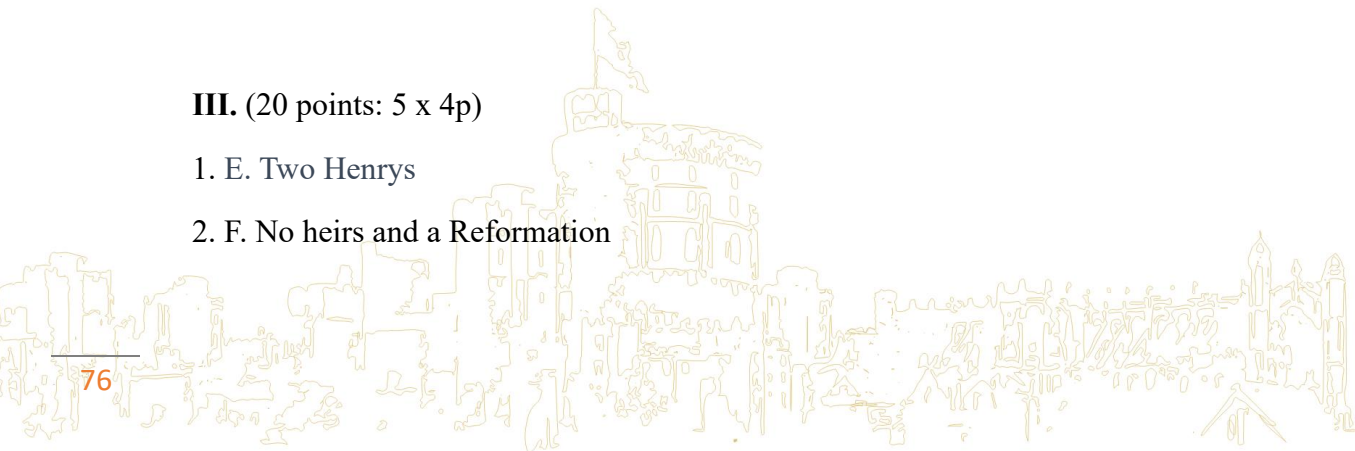 III. (20 points: 5 x 4p)
1. E. Two Henrys
2. F. No heirs and a Reformation
76